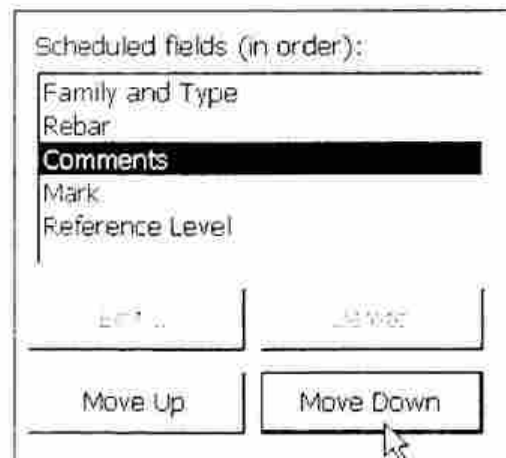 Scheduled fields (in order):
Family and Type
Rebar
Comments
Mark
Reference Level
Move Up
Move Down